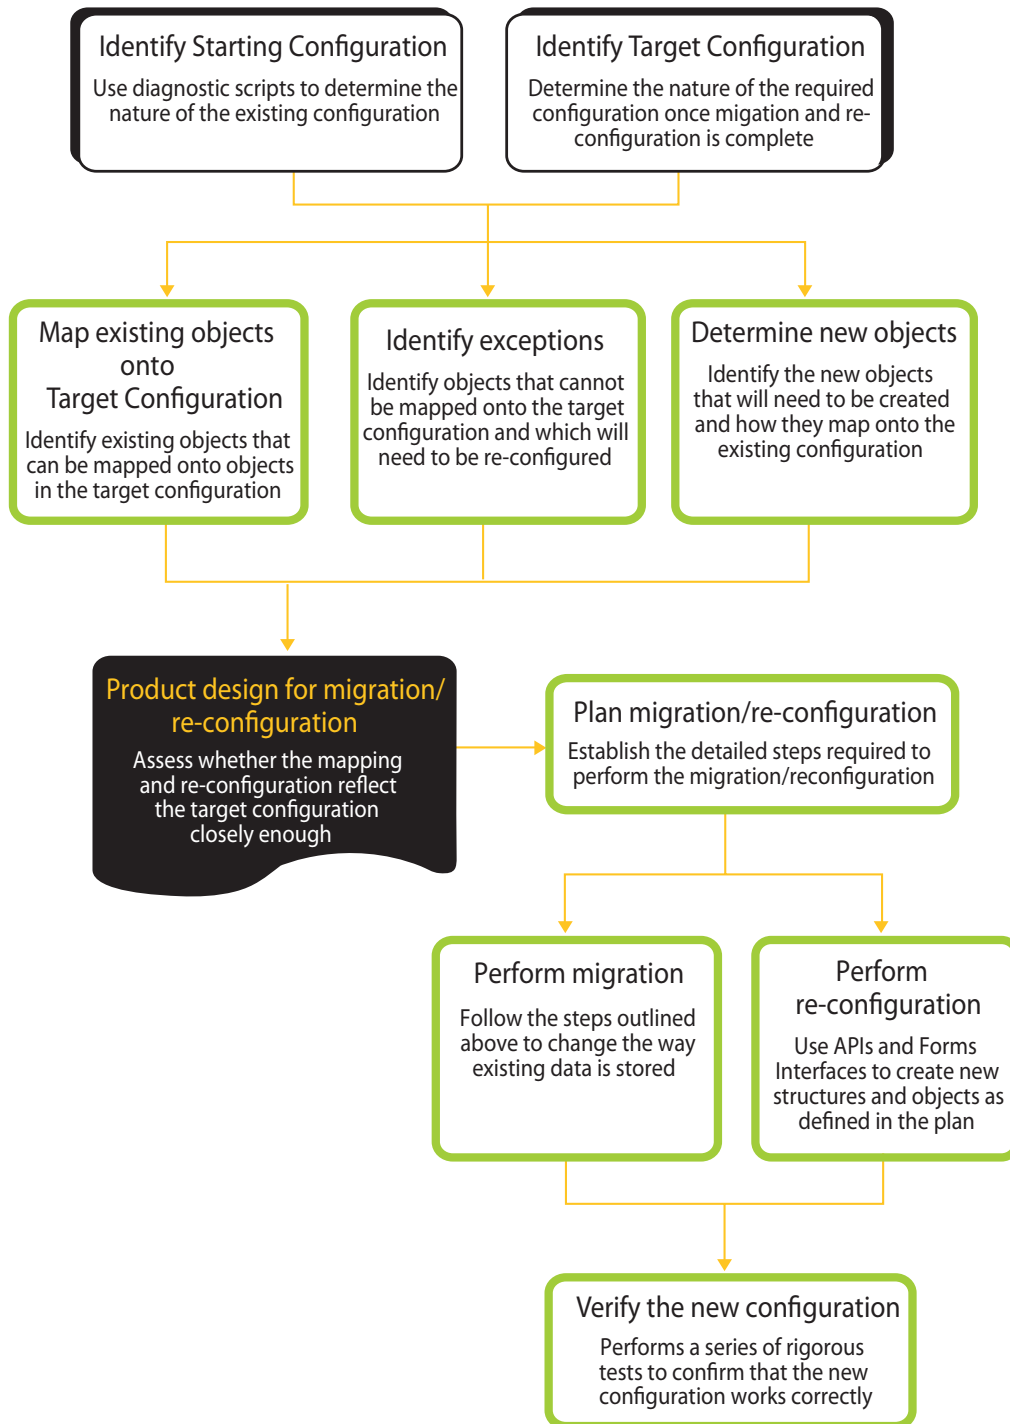 Identify Starting Configuration
Use diagnostic scripts to determine the
nature of the existing configuration
Identify Target Configuration
Determine the nature of the required
configuration once migation and re-
configuration is complete
Map existing objects
onto
Target Configuration
Identify existing objects that
can be mapped onto objects
in the target configuration
Identify exceptions
Identify objects that cannot
be mapped onto the target
configuration and which will
need to be re-configured
Determine new objects
Identify the new objects
that will need to be created
and how they map onto the
existing configuration
Product design for migration/
re-configuration
Assess whether the mapping
and re-configuration reflect
the target configuration
closely enough
Plan migration/re-configuration
Establish the detailed steps required to
perform the migration/reconfiguration
Perform migration
Follow the steps outlined
above to change the way
existing data is stored
Perform
re-configuration
Use APIs and Forms
Interfaces to create new
structures and objects as
defined in the plan
Verify the new configuration
Performs a series of rigorous
tests to confirm that the new
configuration works correctly